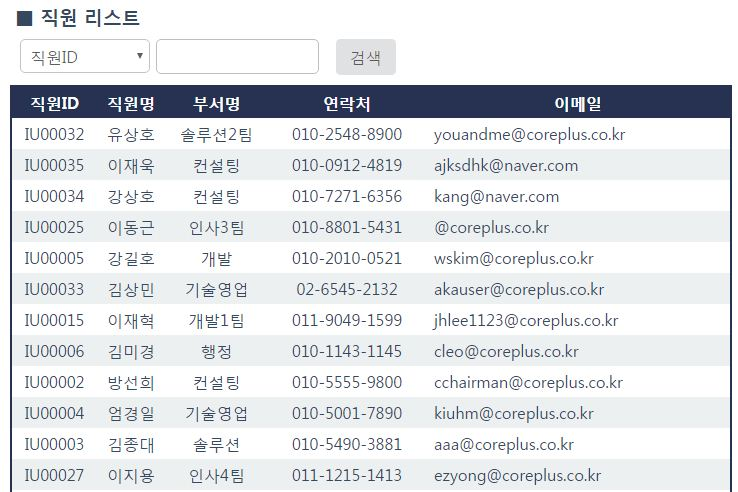 ■ 직원 리스트
직원ID 검색
직원ID 직원명 부서명 연락처 이메일
IU00032 유상호 솔루션2팀 010-2548-8900 youandme@coreplus.co.kr
IU00035 이재욱 컨설팅 010-0912-4819 ajksdhk@naver.com
IU00034 강상호 컨설팅 010-7271-6356 kang@naver.com
IU00025 이동근 인사3팀 010-8801-5431 @coreplus.co.kr
IU00005 강길호 개발 010-2010-0521 wskim@coreplus.co.kr
IU00033 김상민 기술영업 02-6545-2132 akauser@coreplus.co.kr
IU00015 이재혁 개발1팀 011-9049-1599 jhlee1123@coreplus.co.kr
IU00006 김미경 행정 010-1143-1145 cleo@coreplus.co.kr
IU00002 방선희 컨설팅 010-5555-9800 cchairman@coreplus.co.kr
IU00004 엄경일 기술영업 010-5001-7890 kiuhm@coreplus.co.kr
IU00003 김종대 솔루션 010-5490-3881 aaa@coreplus.co.kr
IU00027 이지용 인사4팀 011-1215-1413 ezyong@coreplus.co.kr